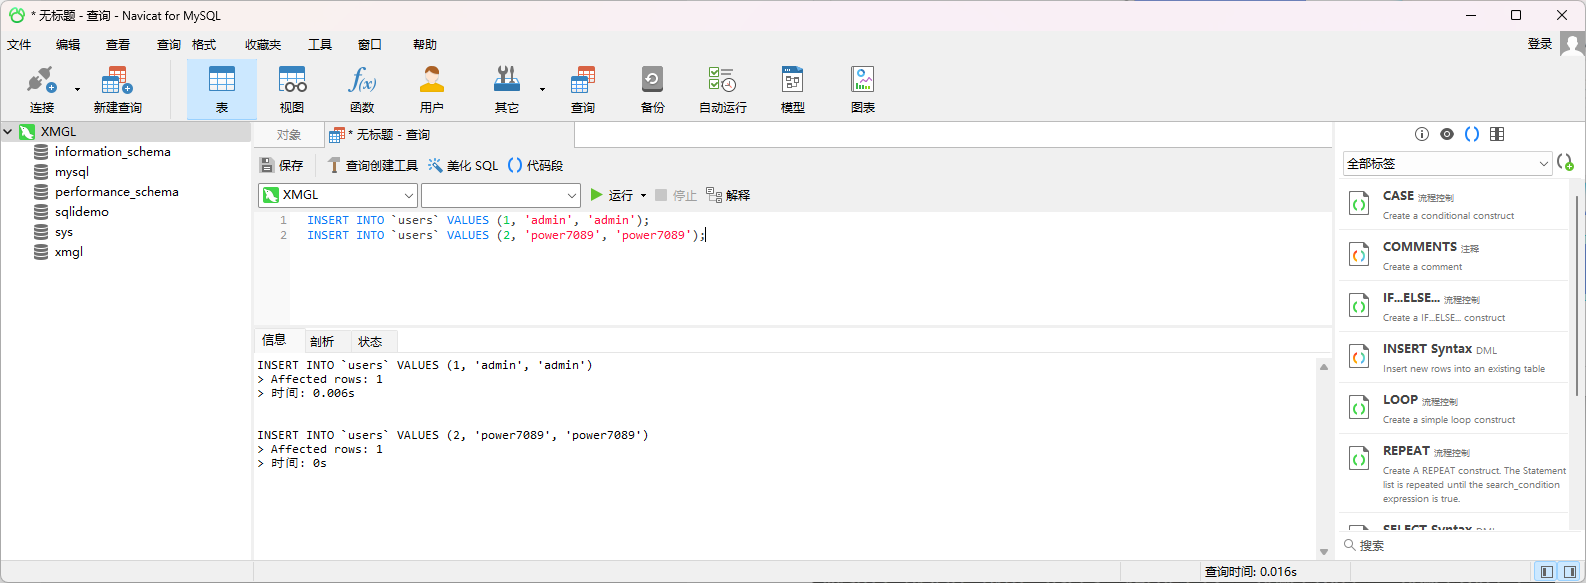 * 无标题 - 查询 - Navicat for MySQL
文件 编辑 查看 查询 格式 收藏夹 工具 窗口 帮助 登录
连接 新建查询 表 视图 函数 用户 其它 查询 备份 自动运行 模型 图表
f(x)
XMGL
information_schema
mysql
performance_schema
sqlidemo
sys
xmgl
对象 * 无标题 - 查询
保存 查询创建工具 美化 SQL 代码段
XMGL 运行 停止 解释
1 INSERT INTO `users` VALUES (1, 'admin', 'admin');
2 INSERT INTO `users` VALUES (2, 'power7089', 'power7089');
信息 剖析 状态
INSERT INTO `users` VALUES (1, 'admin', 'admin')
> Affected rows: 1
> 时间: 0.006s
INSERT INTO `users` VALUES (2, 'power7089', 'power7089')
> Affected rows: 1
> 时间: 0s
全部标签
CASE 流程控制
Create a conditional construct
COMMENTS 注释
Create a comment
IF...ELSE... 流程控制
Create a IF...ELSE... construct
INSERT Syntax DML
Insert new rows into an existing table
LOOP 流程控制
Create a simple loop construct
REPEAT 流程控制
Create A REPEAT construct. The Statement
list is repeated until the search_condition
expression is true.
SELECT Syntax DML
搜索
查询时间: 0.016s